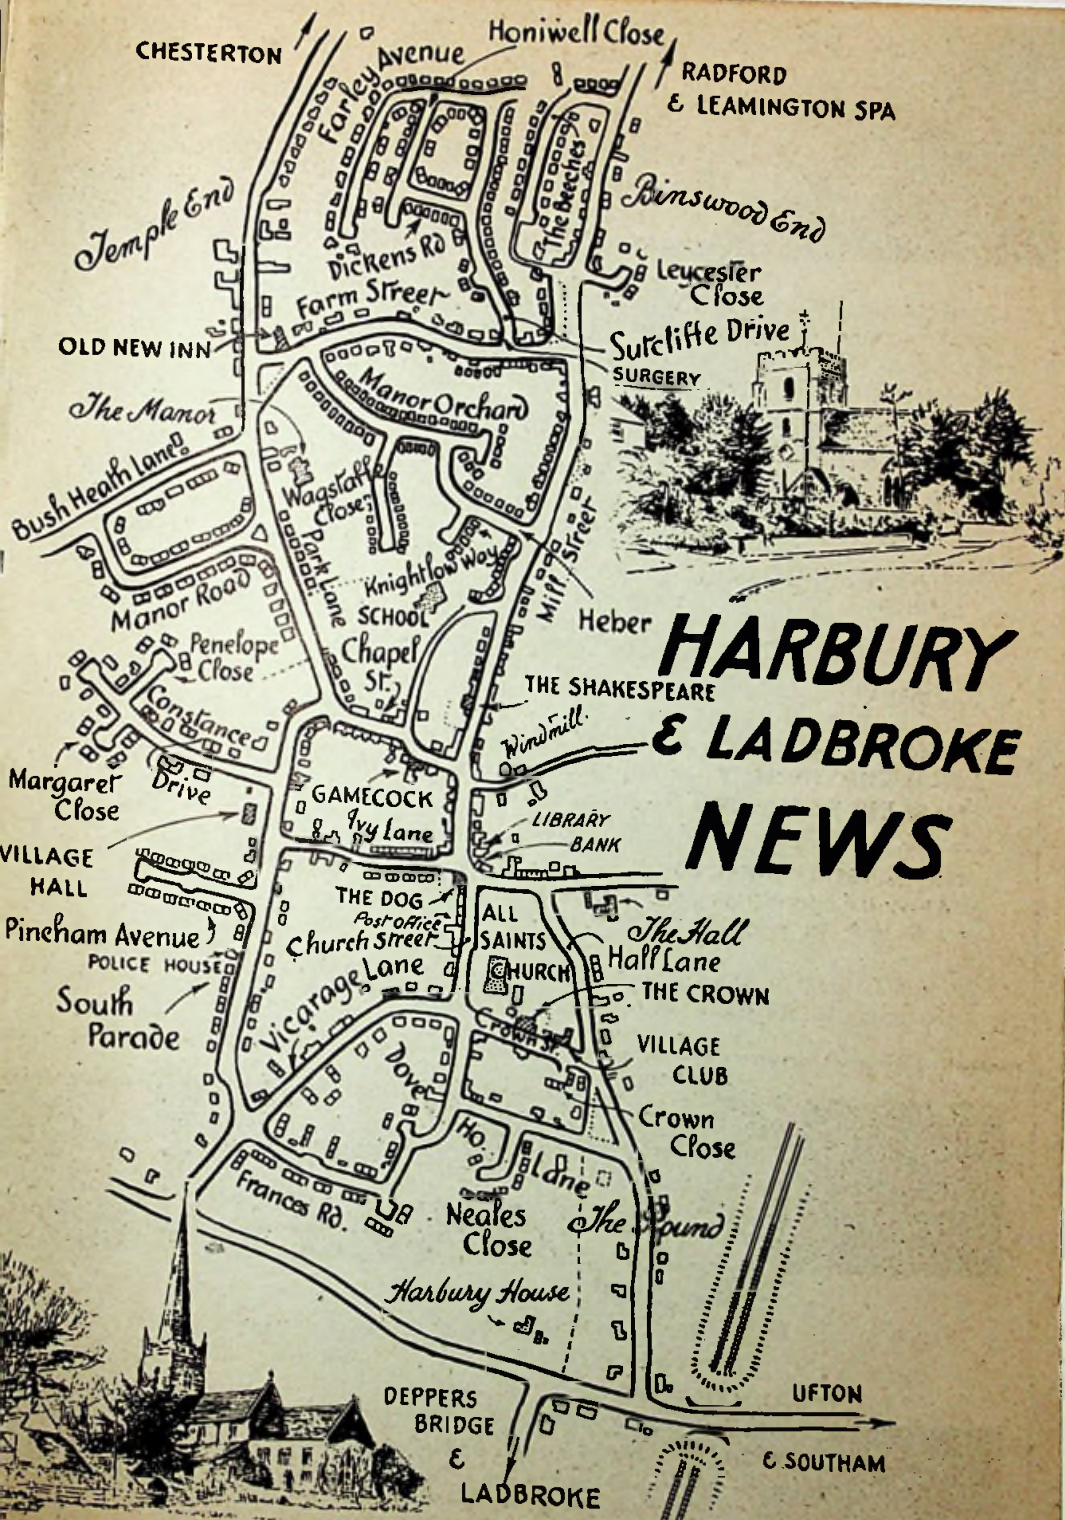 CHESTERTON
Honiwell Close
Farley Avenue
RADFORD
& LEAMINGTON SPA
Temple End
The Beeches
Binswood End
Dickens Rd
Leycester
Close
Farm Street
OLD NEW INN
Sutcliffe Drive
SURGERY
The Manor
Manor Orchard
Bush Heath Lane
Wagstaffe
Close
Park Lane
Knightlow Way
Mill Street
Manor Road
SCHOOL
Heber
HARBURY
& LADBROKE
NEWS
Penelope
Close
Chapel
St.
THE SHAKESPEARE
Constance
Drive
Windmill
Margaret
Close
GAMECOCK
Ivy Lane
LIBRARY
BANK
VILLAGE
HALL
THE DOG
Post office
Church Street
ALL
SAINTS
CHURCH
The Hall
Hall Lane
Pineham Avenue
POLICE HOUSE
South
Parade
Vicarage Lane
THE CROWN
Crown St.
VILLAGE
CLUB
Dove
Ho.
Lane
Crown
Close
Frances Rd.
Neales
Close
The Pound
Harbury House
DEPPERS
BRIDGE
&
LADBROKE
UFTON
& SOUTHAM